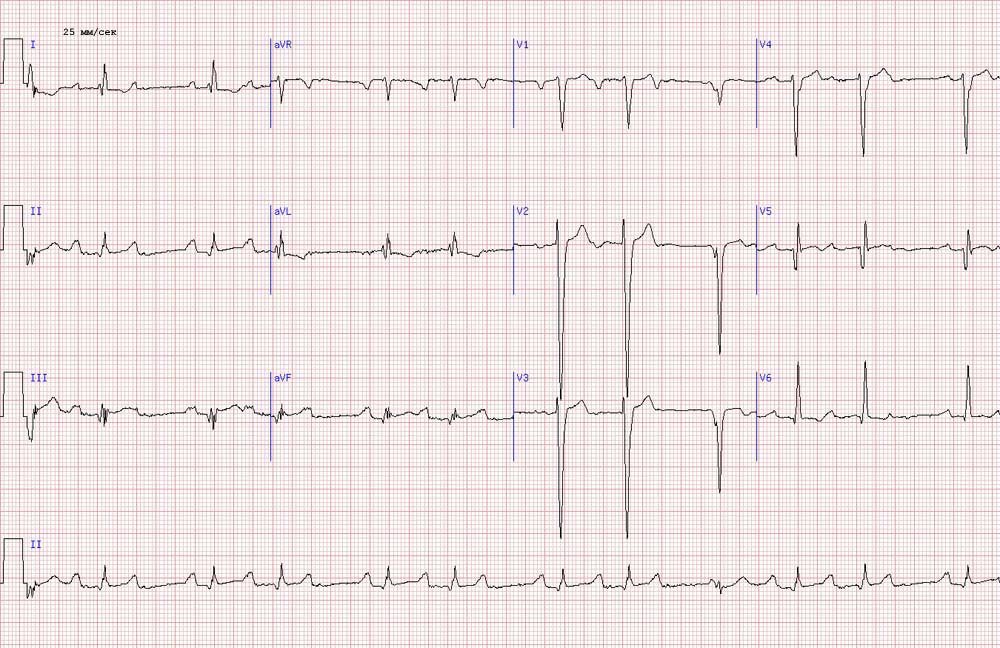 25 мм/сек
I aVR V1 V4
II aVL V2 V5
III aVF V3 V6
II